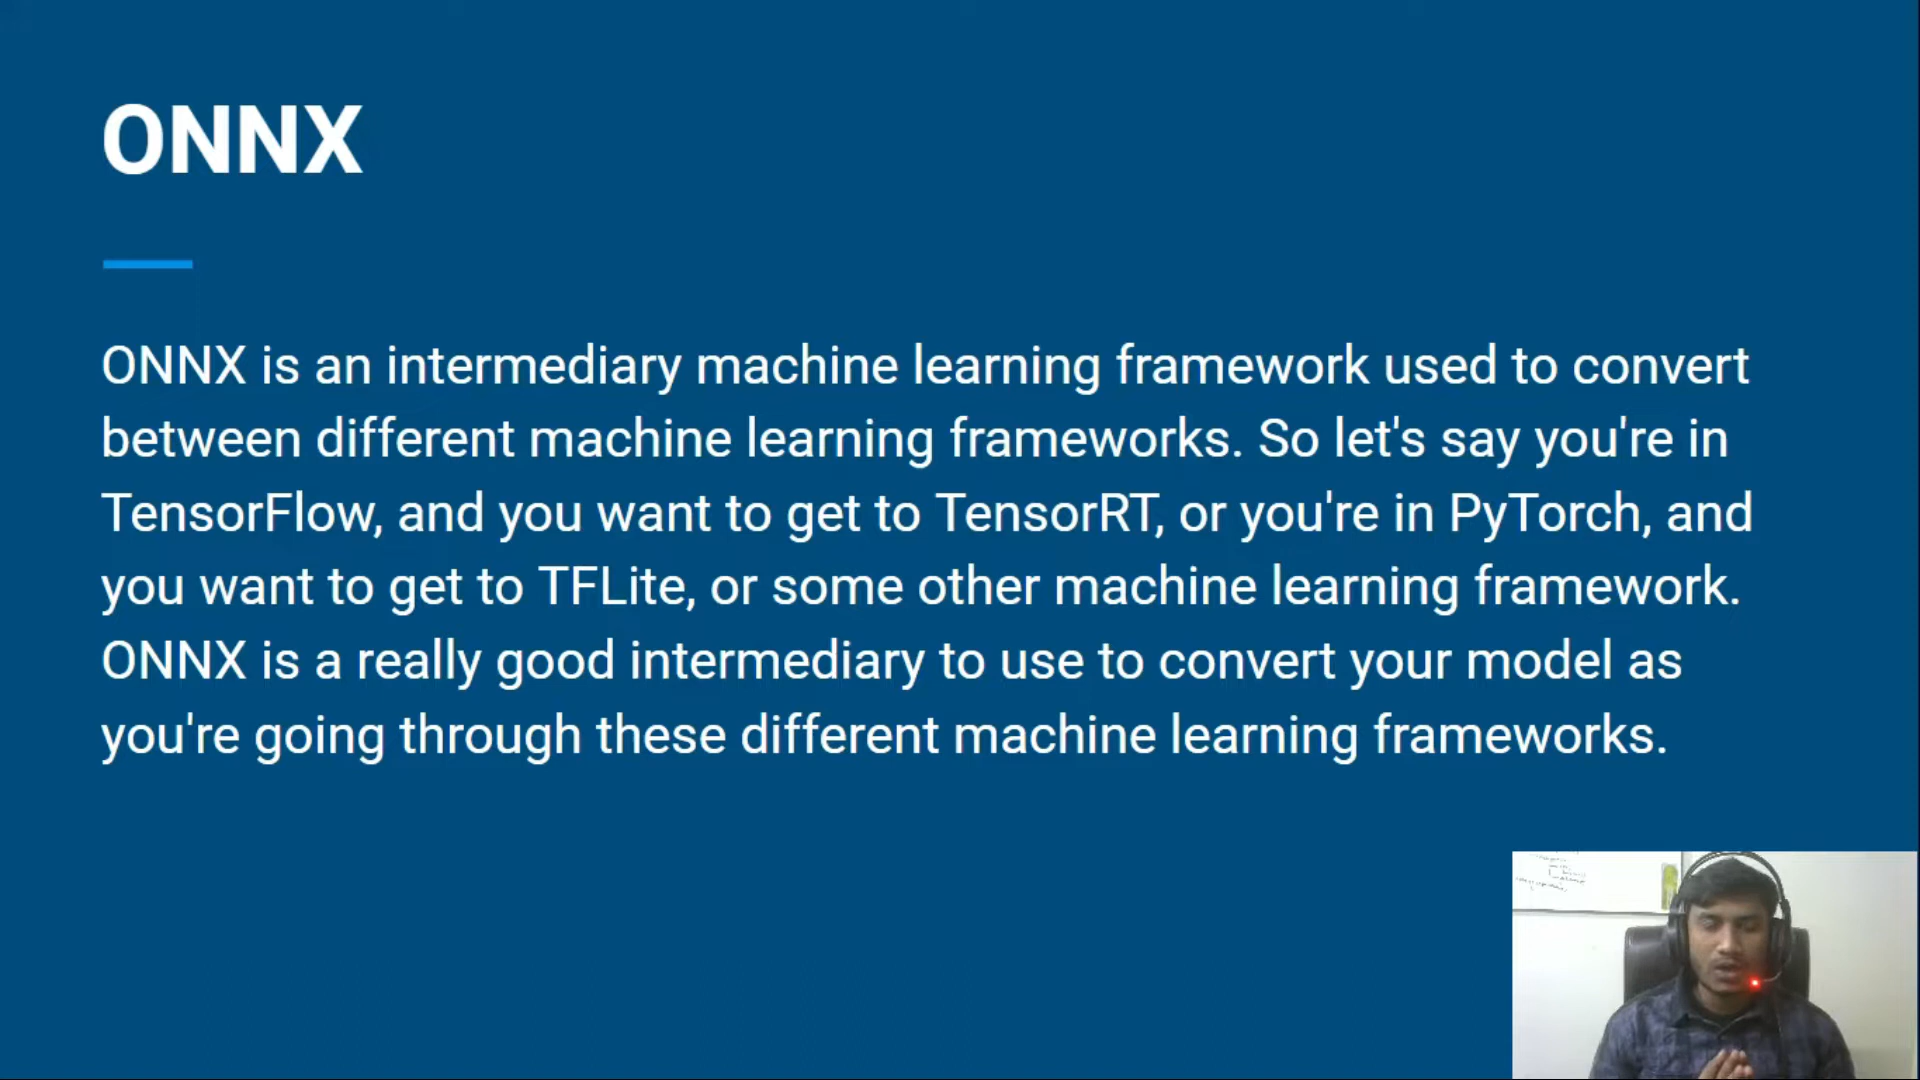 ONNX
ONNX is an intermediary machine learning framework used to convert
between different machine learning frameworks. So let's say you're in
TensorFlow, and you want to get to TensorRT, or you're in PyTorch, and
you want to get to TFLite, or some other machine learning framework.
ONNX is a really good intermediary to use to convert your model as
you're going through these different machine learning frameworks.